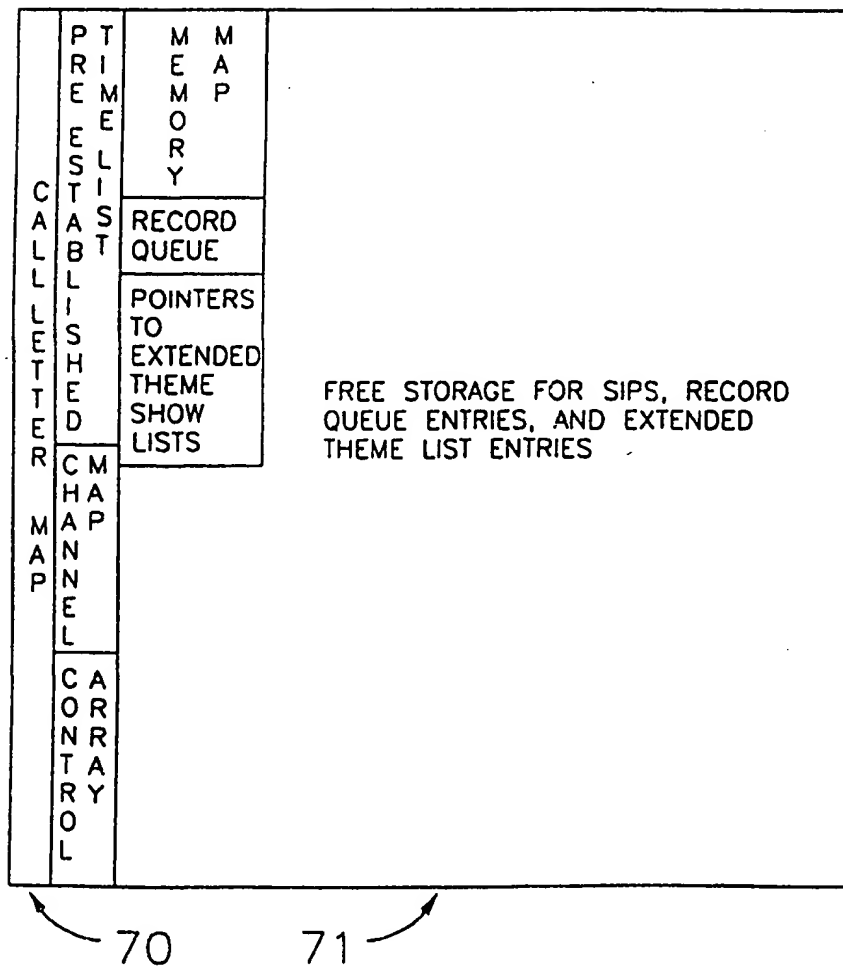 CALL LETTER MAP
PRE ESTABLISHED
TIME LIST
CHANNEL
MAP
CONTROL
ARRAY
MEMORY
MAP
RECORD
QUEUE
POINTERS
TO
EXTENDED
THEME
SHOW
LISTS
FREE STORAGE FOR SIPS, RECORD
QUEUE ENTRIES, AND EXTENDED
THEME LIST ENTRIES
70
71